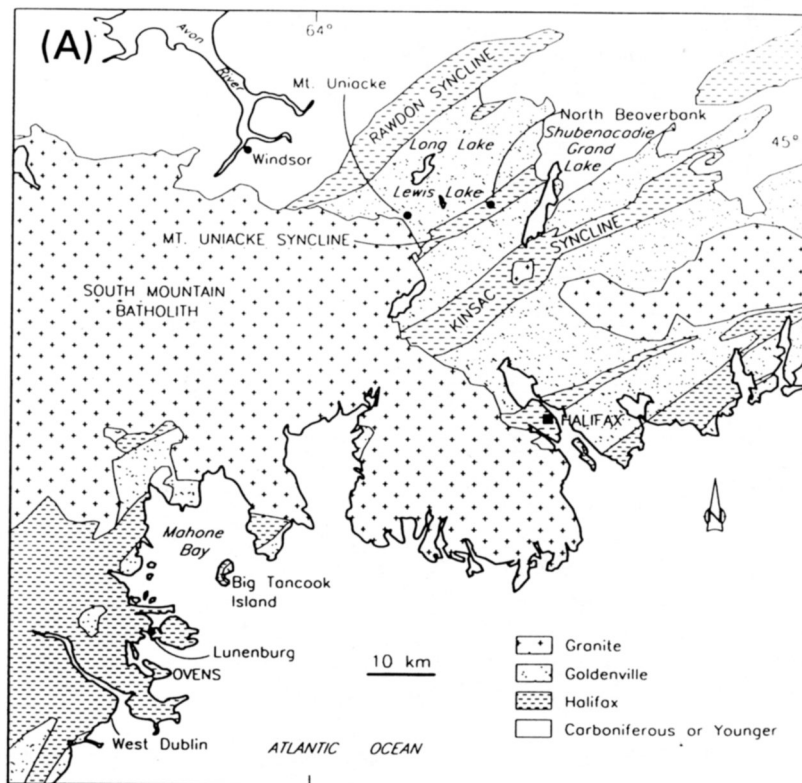 (A)
64°
Avon
River
Mt. Uniacke
RAWDON SYNCLINE
North Beaverbank
Shubenacadie
Grand
Lake
45°
Windsor
Long Lake
Lewis Lake
MT. UNIACKE SYNCLINE
SOUTH MOUNTAIN
BATHOLITH
KINSAC
SYNCLINE
HALIFAX
N
Mahone
Bay
Big Tancook
Island
Lunenburg
OVENS
West Dublin
10 km
ATLANTIC OCEAN
Granite
Goldenville
Halifax
Carboniferous or Younger